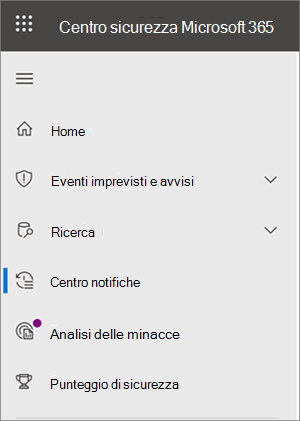 Centro sicurezza Microsoft 365
Home
Eventi imprevisti e avvisi
Ricerca
Centro notifiche
Analisi delle minacce
Punteggio di sicurezza